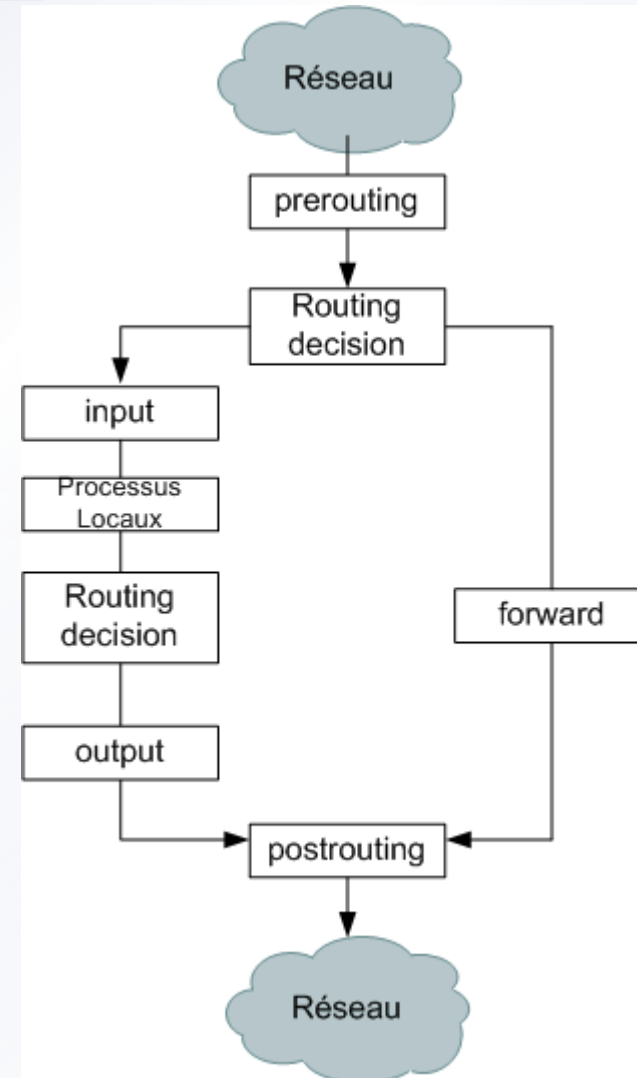 Réseau
prerouting
Routing
decision
input
Processus
Locaux
Routing
decision
forward
output
postrouting
Réseau